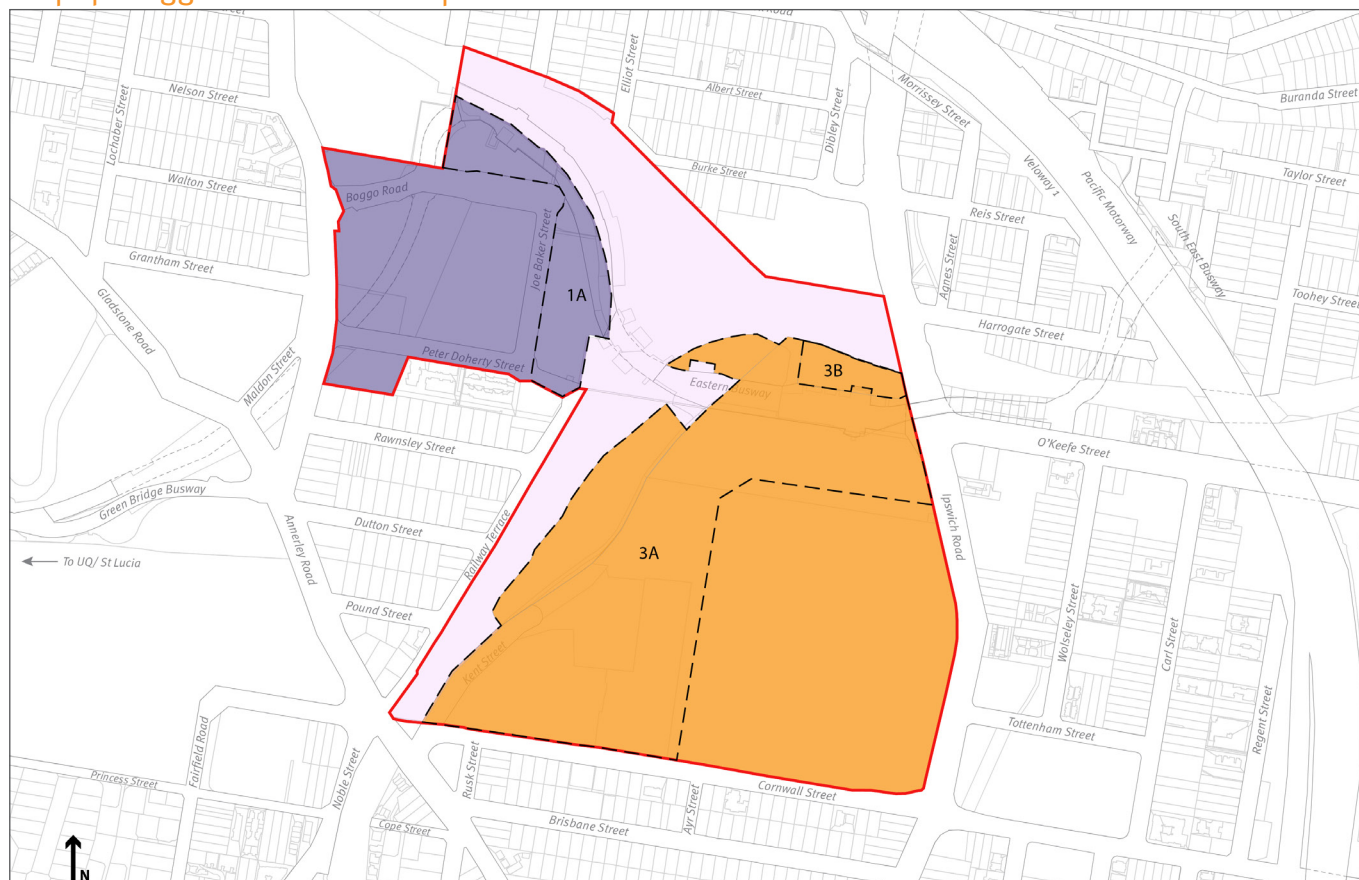 Nelson Street
Lochaber Street
Walton Street
Grantham Street
Gladstone Road
Maldon Street
Boggo Road
Joe Baker Street
Peter Doherty Street
1A
Elliot Street
Albert Street
Dibley Street
Burke Street
Morrissey Street
Veloway 1
Pacific Motorway
South East Busway
Buranda Street
Taylor Street
Toohey Street
Reis Street
Agnes Street
Harrogate Street
3B
Eastern Busway
Rawnsley Street
Green Bridge Busway
Dutton Street
Annerley Road
To UQ/ St Lucia
Railway Terrace
Pound Street
3A
Kent Street
Ipswich Road
O'Keefe Street
Wolseley Street
Carl Street
Regent Street
Tottenham Street
Fairfield Road
Princess Street
Noble Street
Rusk Street
Cope Street
Brisbane Street
Ayr Street
Cornwall Street
N